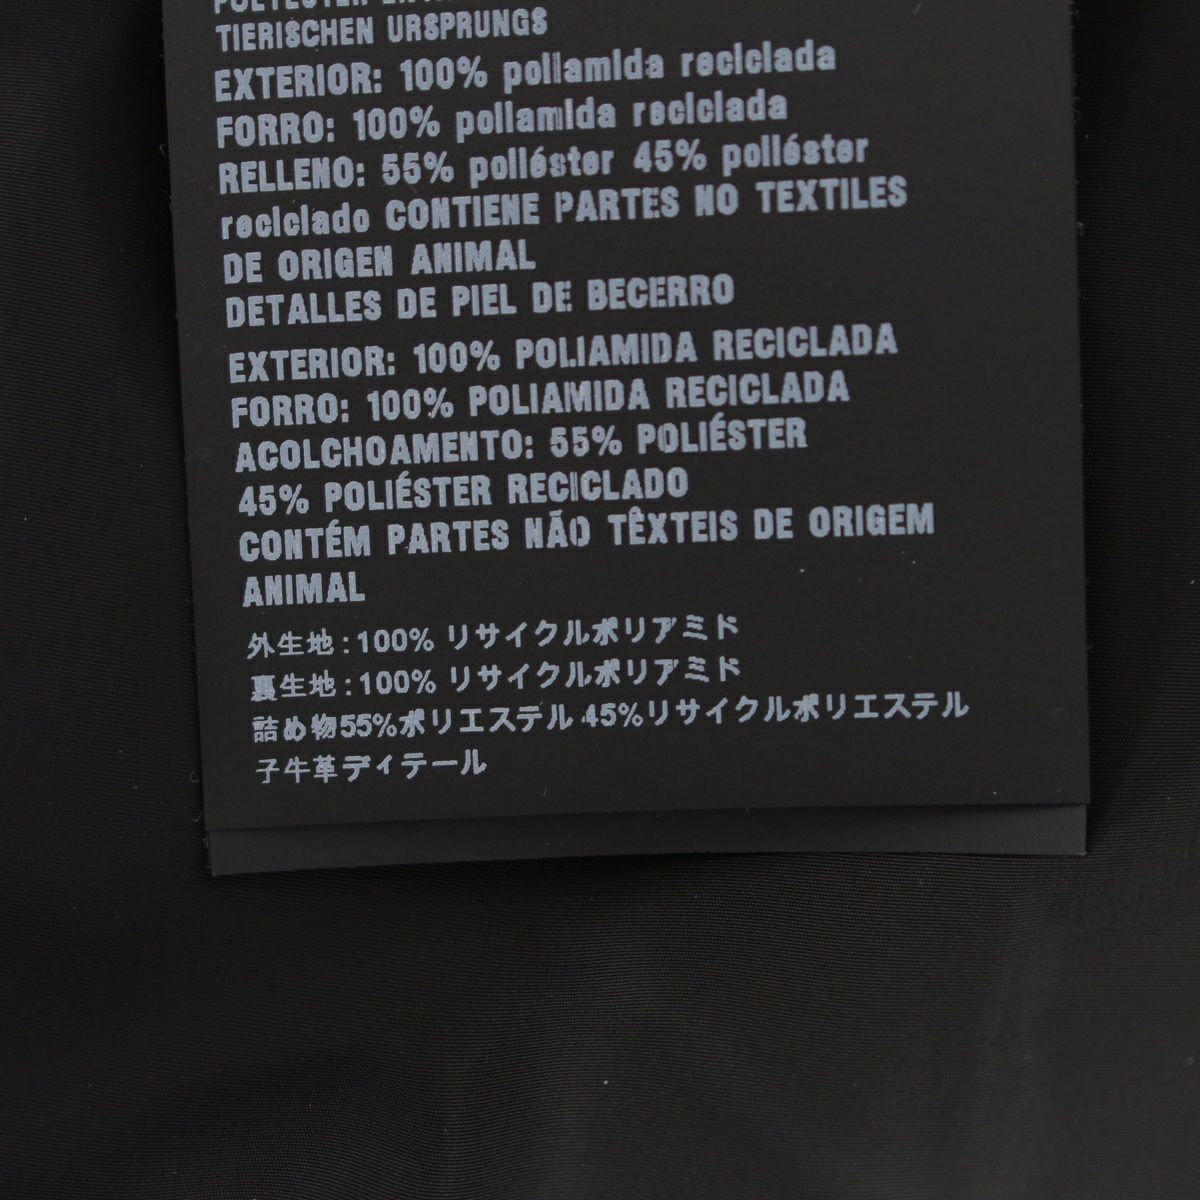 TIERISCHEN URSPRUNGS
EXTERIOR: 100% poliamida reciclada
FORRO: 100% poliamida reciclada
RELLENO: 55% poliéster 45% poliéster
reciclado CONTIENE PARTES NO TEXTILES
DE ORIGEN ANIMAL
DETALLES DE PIEL DE BECERRO
EXTERIOR: 100% POLIAMIDA RECICLADA
FORRO: 100% POLIAMIDA RECICLADA
ACOLCHOAMENTO: 55% POLIÉSTER
45% POLIÉSTER RECICLADO
CONTÉM PARTES NÃO TÊXTEIS DE ORIGEM
ANIMAL
外生地:100% リサイクルポリアミド
裏生地:100% リサイクルポリアミド
詰め物55%ポリエステル 45%リサイクルポリエステル
子牛革ディテール